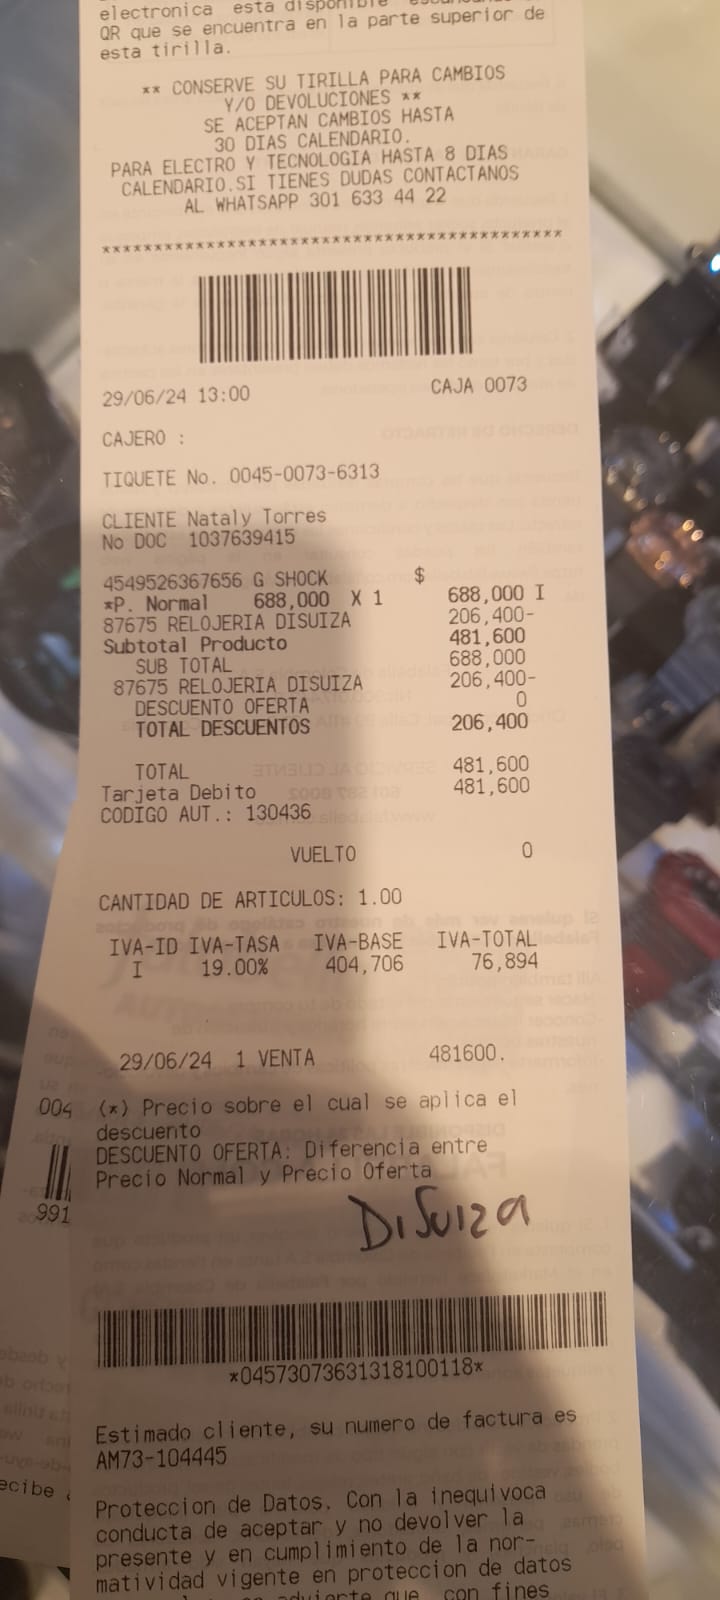 electronica esta disponible
QR que se encuentra en la parte superior de
esta tirilla.
** CONSERVE SU TIRILLA PARA CAMBIOS
Y/O DEVOLUCIONES **
SE ACEPTAN CAMBIOS HASTA
30 DIAS CALENDARIO.
PARA ELECTRO Y TECNOLOGIA HASTA 8 DIAS
CALENDARIO.SI TIENES DUDAS CONTACTANOS
AL WHATSAPP 301 633 44 22
********************************************
29/06/24 13:00 CAJA 0073
CAJERO :
TIQUETE No. 0045-0073-6313
CLIENTE Nataly Torres
No DOC 1037639415
4549526367656 G SHOCK $
*P. Normal 688,000 X 1 688,000 I
87675 RELOJERIA DISUIZA 206,400-
Subtotal Producto 481,600
SUB TOTAL 688,000
87675 RELOJERIA DISUIZA 206,400-
DESCUENTO OFERTA 0
TOTAL DESCUENTOS 206,400
TOTAL 481,600
Tarjeta Debito 481,600
CODIGO AUT.: 130436
VUELTO 0
CANTIDAD DE ARTICULOS: 1.00
IVA-ID IVA-TASA IVA-BASE IVA-TOTAL
I 19.00% 404,706 76,894
29/06/24 1 VENTA 481600.
(*) Precio sobre el cual se aplica el
descuento
DESCUENTO OFERTA: Diferencia entre
Precio Normal y Precio Oferta
991
DISUIZA
*04573073631318100118*
Estimado cliente, su numero de factura es
AM73-104445
Proteccion de Datos. Con la inequivoca
conducta de aceptar y no devolver la
presente y en cumplimiento de la nor-
matividad vigente en proteccion de datos
que con fines